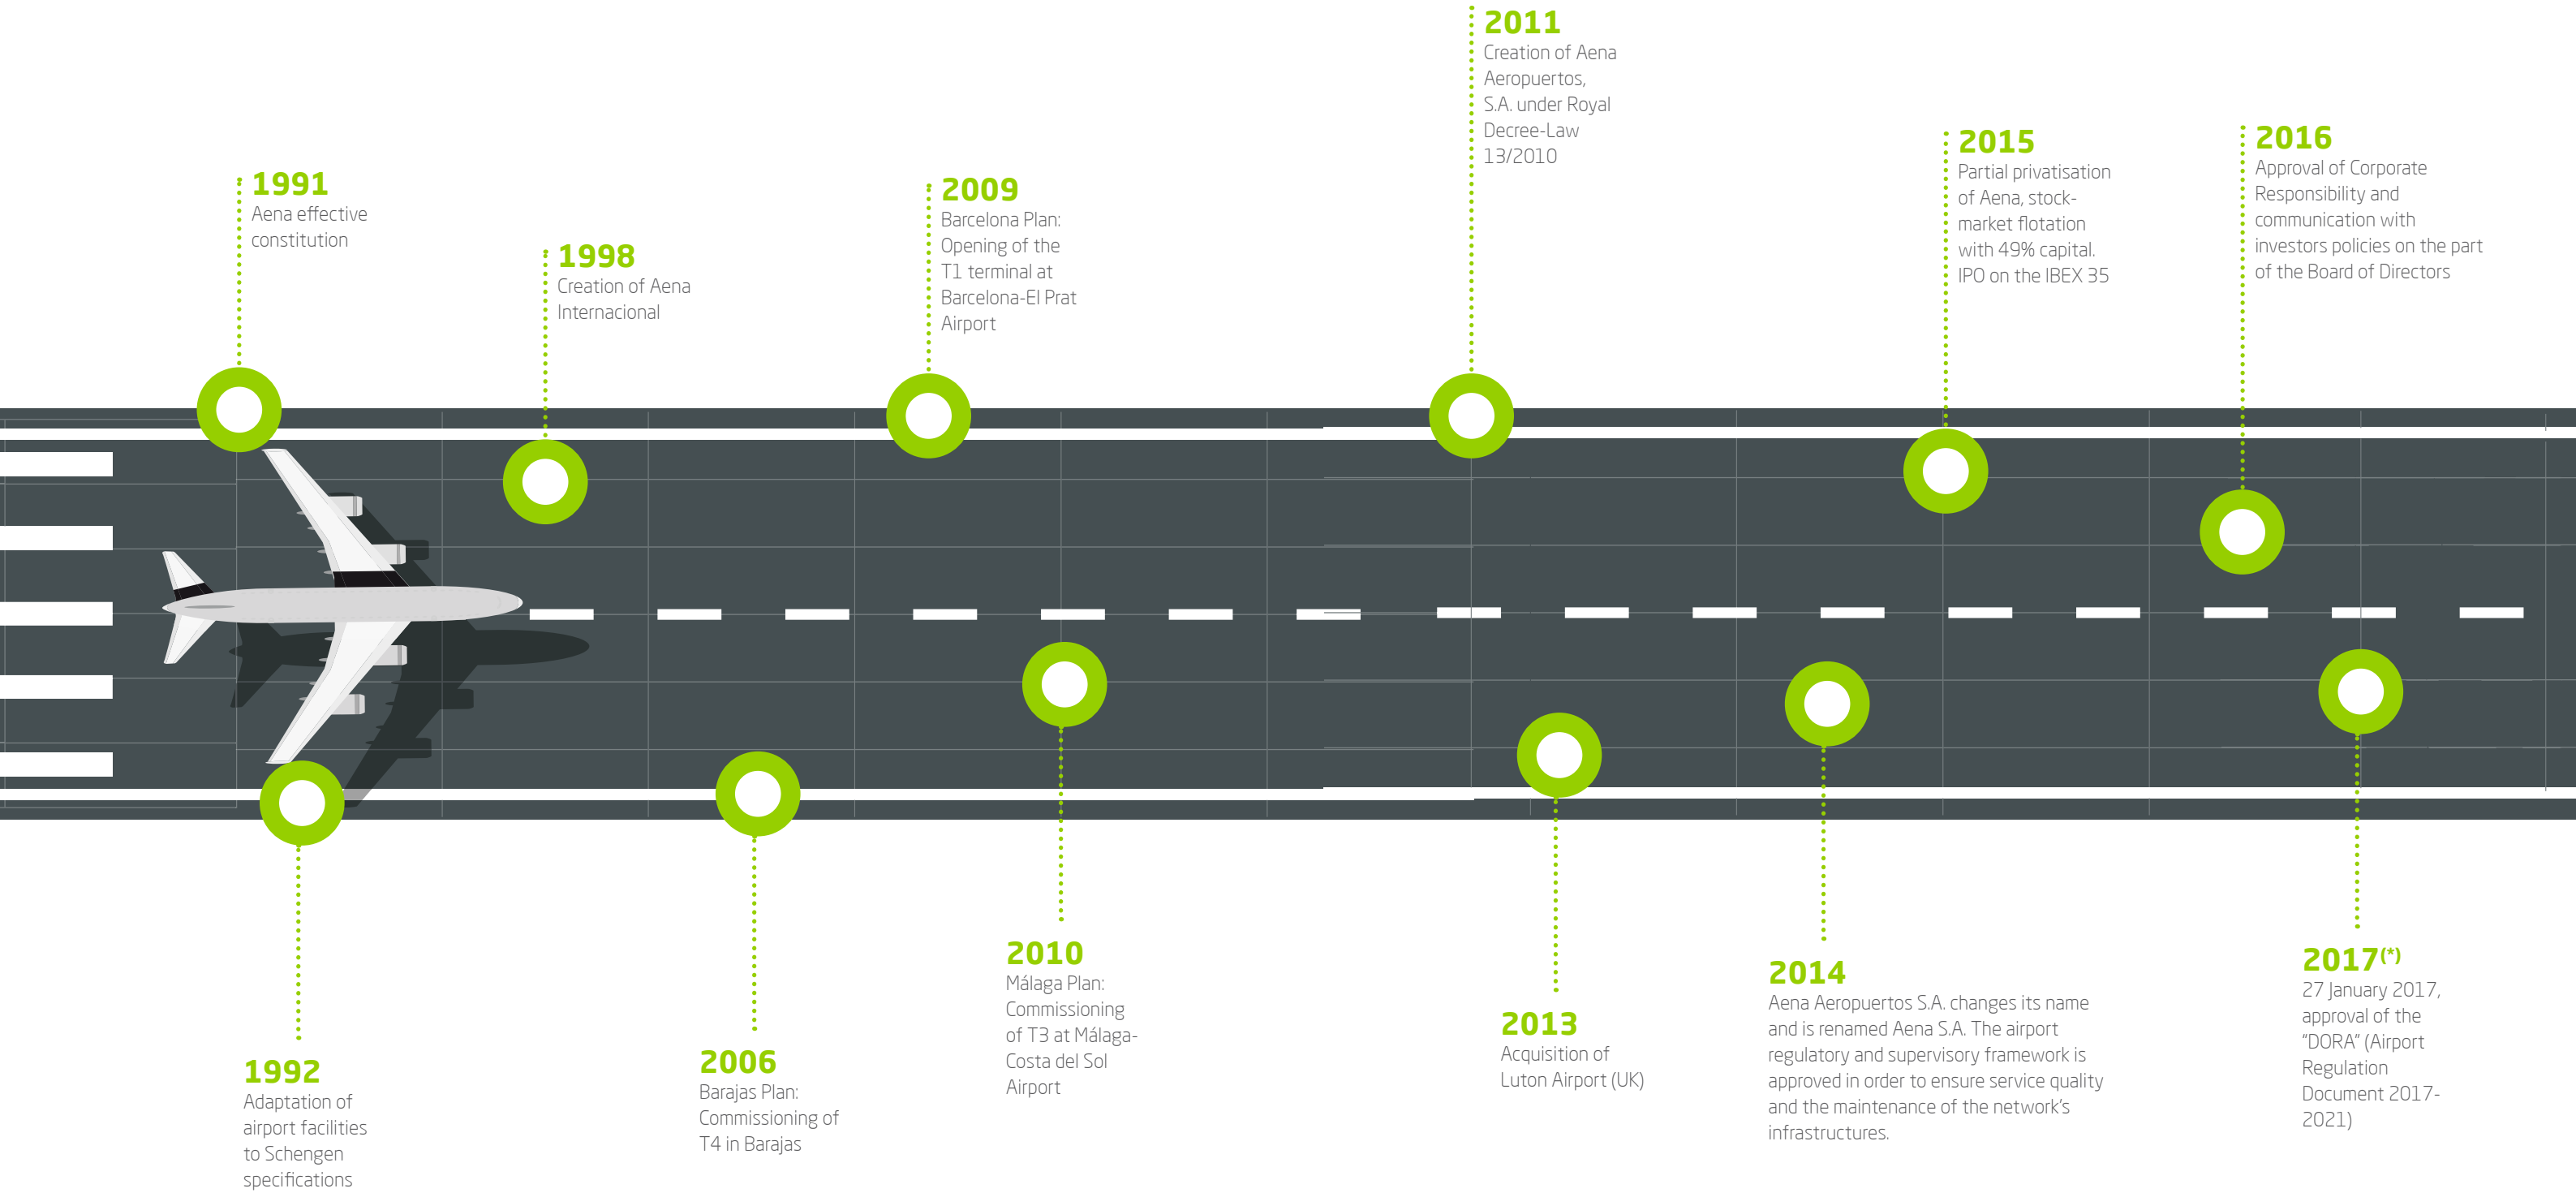 1991
Aena effective
constitution
1992
Adaptation of
airport facilities
to Schengen
specifications
1998
Creation of Aena
Internacional
2006
Barajas Plan:
Commissioning of
T4 in Barajas
2009
Barcelona Plan:
Opening of the
T1 terminal at
Barcelona-El Prat
Airport
2010
Málaga Plan:
Commissioning
of T3 at Málaga-
Costa del Sol
Airport
2011
Creation of Aena
Aeropuertos,
S.A. under Royal
Decree-Law
13/2010
2013
Acquisition of
Luton Airport (UK)
2014
Aena Aeropuertos S.A. changes its name
and is renamed Aena S.A. The airport
regulatory and supervisory framework is
approved in order to ensure service quality
and the maintenance of the network's
infrastructures.
2015
Partial privatisation
of Aena, stock-
market flotation
with 49% capital.
IPO on the IBEX 35
2016
Approval of Corporate
Responsibility and
communication with
investors policies on the part
of the Board of Directors
2017(*)
27 January 2017,
approval of the
“DORA” (Airport
Regulation
Document 2017-
2021)